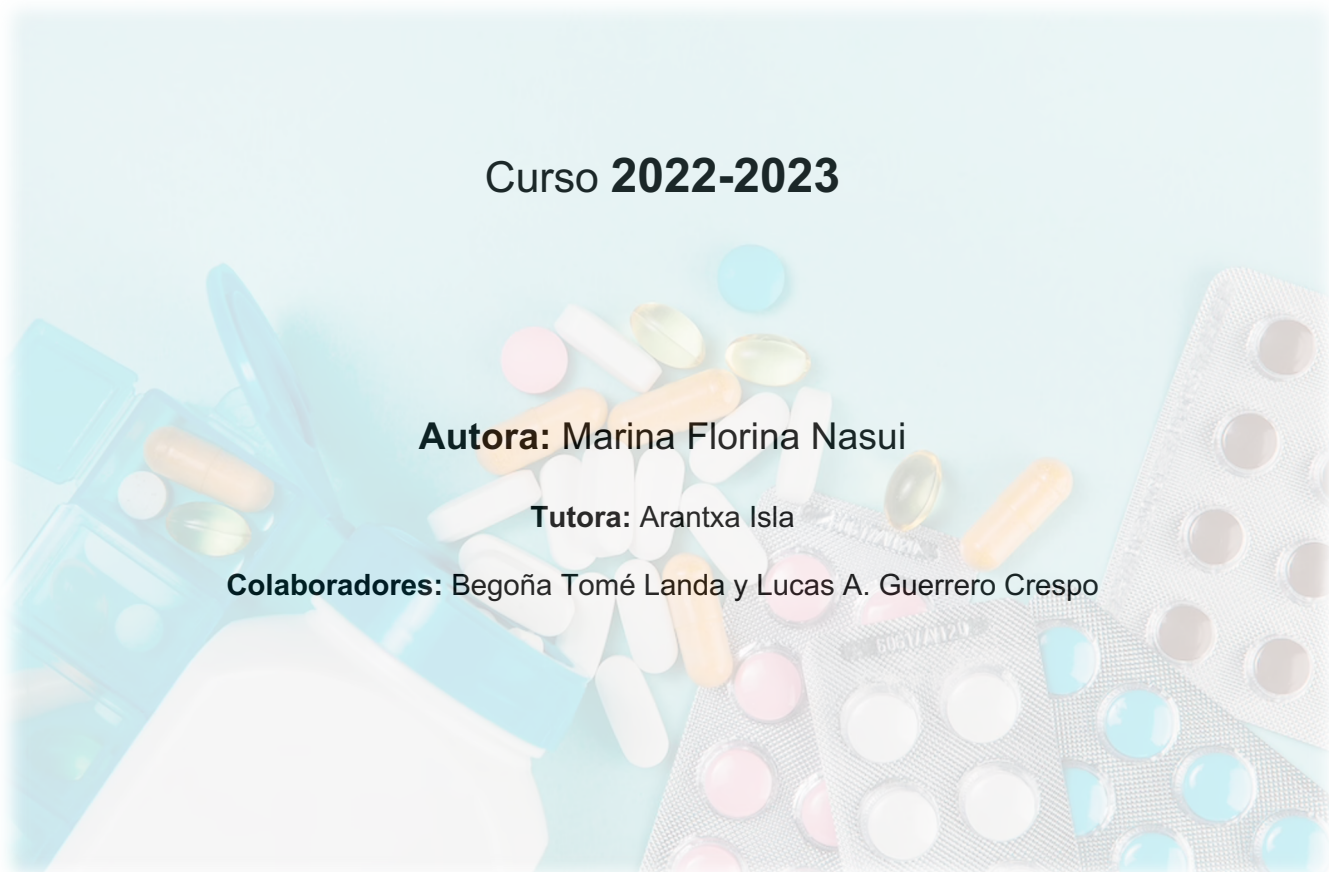 Curso 2022-2023
Autora: Marina Florina Nasui
Tutora: Arantxa Isla
Colaboradores: Begoña Tomé Landa y Lucas A. Guerrero Crespo